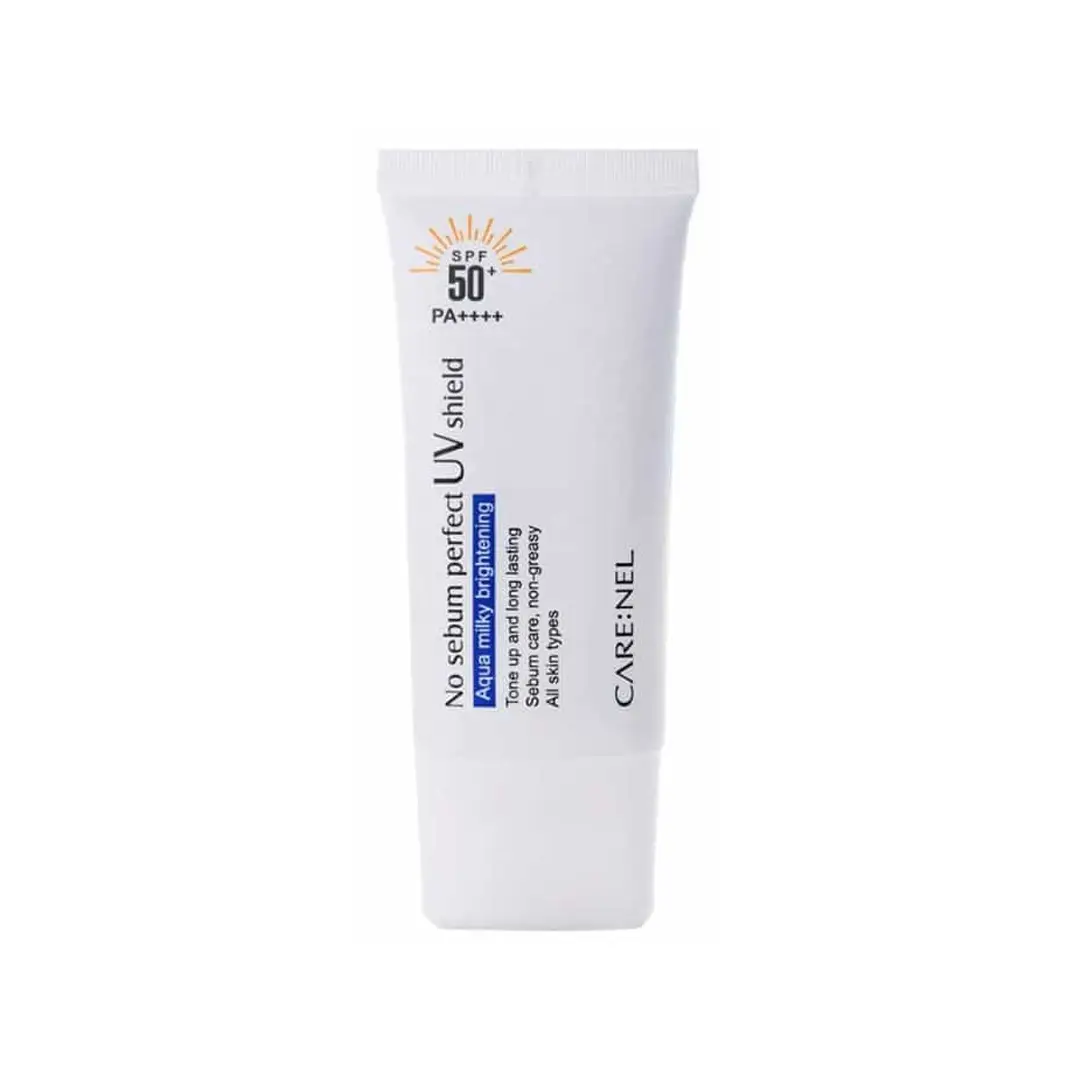 SPF
50+
PA++++
No sebum perfect UV shield
Aqua milky brightening
Tone up and long lasting
Sebum care, non-greasy
All skin types
CARE:NEL